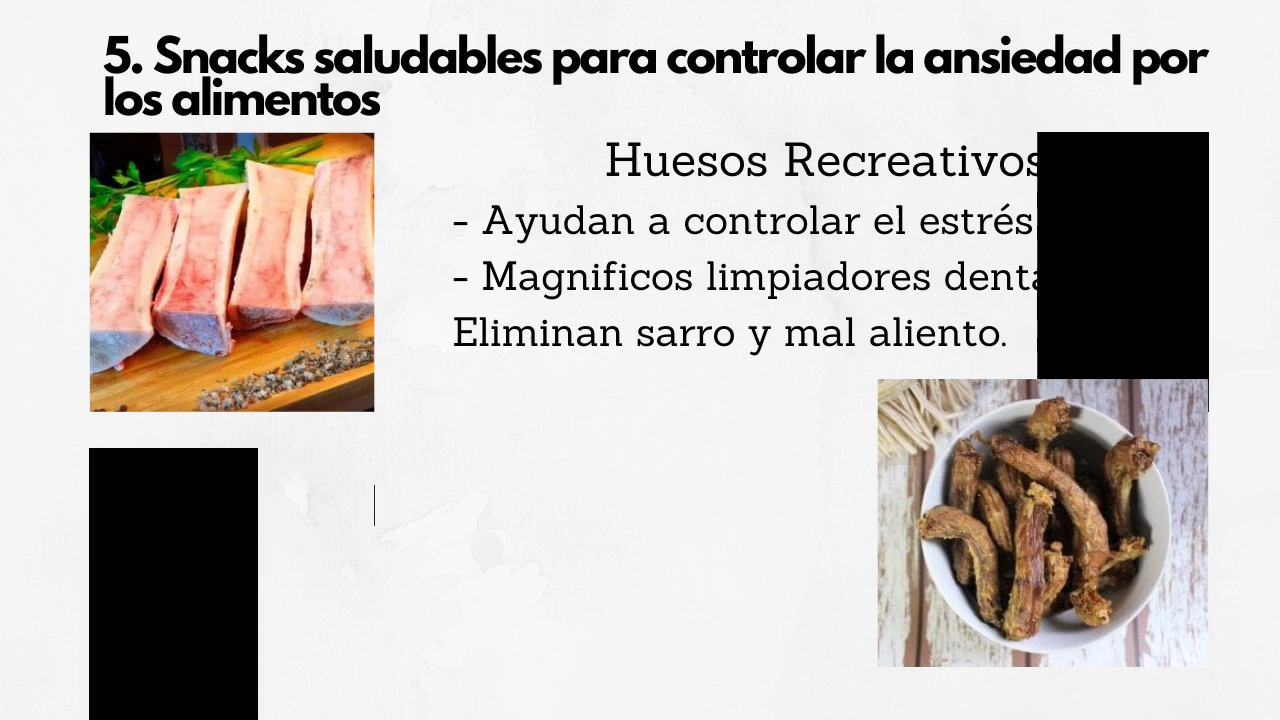 5. Snacks saludables para controlar la ansiedad por
los alimentos
Huesos Recreativos
- Ayudan a controlar el estrés
- Magnificos limpiadores
Eliminan sarro y mal aliento.